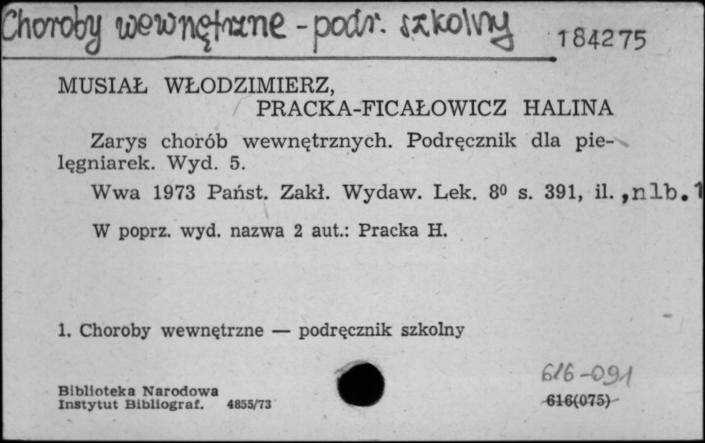 Choroby wewnętrzne - podr. szkolny 184275
MUSIAŁ WŁODZIMIERZ,
PRACKA-FICAŁOWICZ HALINA
Zarys chorób wewnętrznych. Podręcznik dla pie-
lęgniarek. Wyd. 5.
Wwa 1973 Państ. Zakł. Wydaw. Lek. 8⁰ s. 391, il. ,nlb.1
W poprz. wyd. nazwa 2 aut.: Pracka H.
1. Choroby wewnętrzne — podręcznik szkolny
616-091
Biblioteka Narodowa
Instytut Bibliograf. 4855/73 616(075)